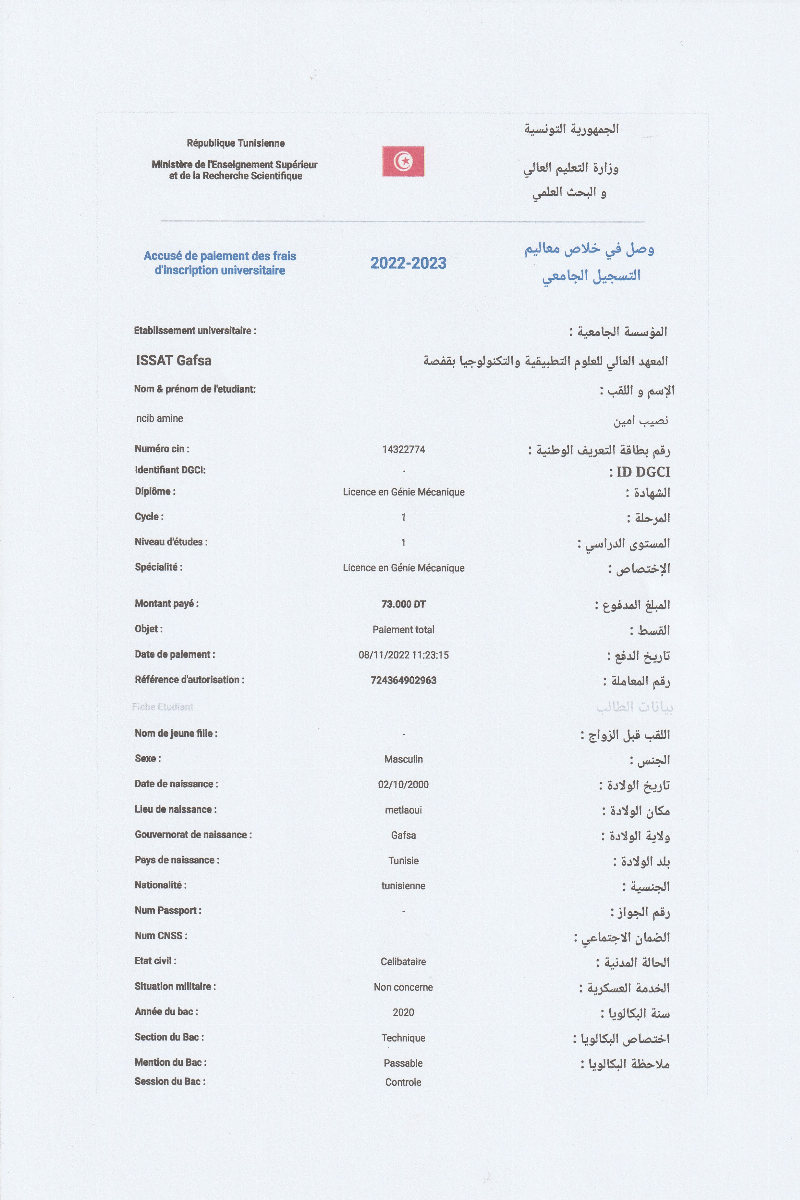 République Tunisienne
Ministère de l'Enseignement Supérieur
et de la Recherche Scientifique
الجمهورية التونسية
وزارة التعليم العالي
و البحث العلمي
Accusé de paiement des frais
d'inscription universitaire
2022-2023
وصل في خلاص معاليم
التسجيل الجامعي
Etablissement universitaire : المؤسسة الجامعية :
ISSAT Gafsa المعهد العالي للعلوم التطبيقية والتكنولوجيا بقفصة
Nom & prénom de l'etudiant: الإسم و اللقب :
ncib amine نصيب امين
Numéro cin : 14322774 رقم بطاقة التعريف الوطنية :
Identifiant DGCI: - ID DGCI :
Diplôme : Licence en Génie Mécanique الشهادة :
Cycle : 1 المرحلة :
Niveau d'études : 1 المستوى الدراسي :
Spécialité : Licence en Génie Mécanique الإختصاص :
Montant payé : 73.000 DT المبلغ المدفوع :
Objet : Paiement total القسط :
Date de paiement : 08/11/2022 11:23:15 تاريخ الدفع :
Référence d'autorisation : 724364902963 رقم المعاملة :
Fiche Etudiant بيانات الطالب
Nom de jeune fille : - اللقب قبل الزواج :
Sexe : Masculin الجنس :
Date de naissance : 02/10/2000 تاريخ الولادة :
Lieu de naissance : metlaoui مكان الولادة :
Gouvernorat de naissance : Gafsa ولاية الولادة :
Pays de naissance : Tunisie بلد الولادة :
Nationalité : tunisienne الجنسية :
Num Passport : - رقم الجواز :
Num CNSS : الضمان الاجتماعي :
Etat civil : Celibataire الحالة المدنية :
Situation militaire : Non concerne الخدمة العسكرية :
Année du bac : 2020 سنة البكالويا :
Section du Bac : Technique اختصاص البكالويا :
Mention du Bac : Passable ملاحظة البكالويا :
Session du Bac : Controle